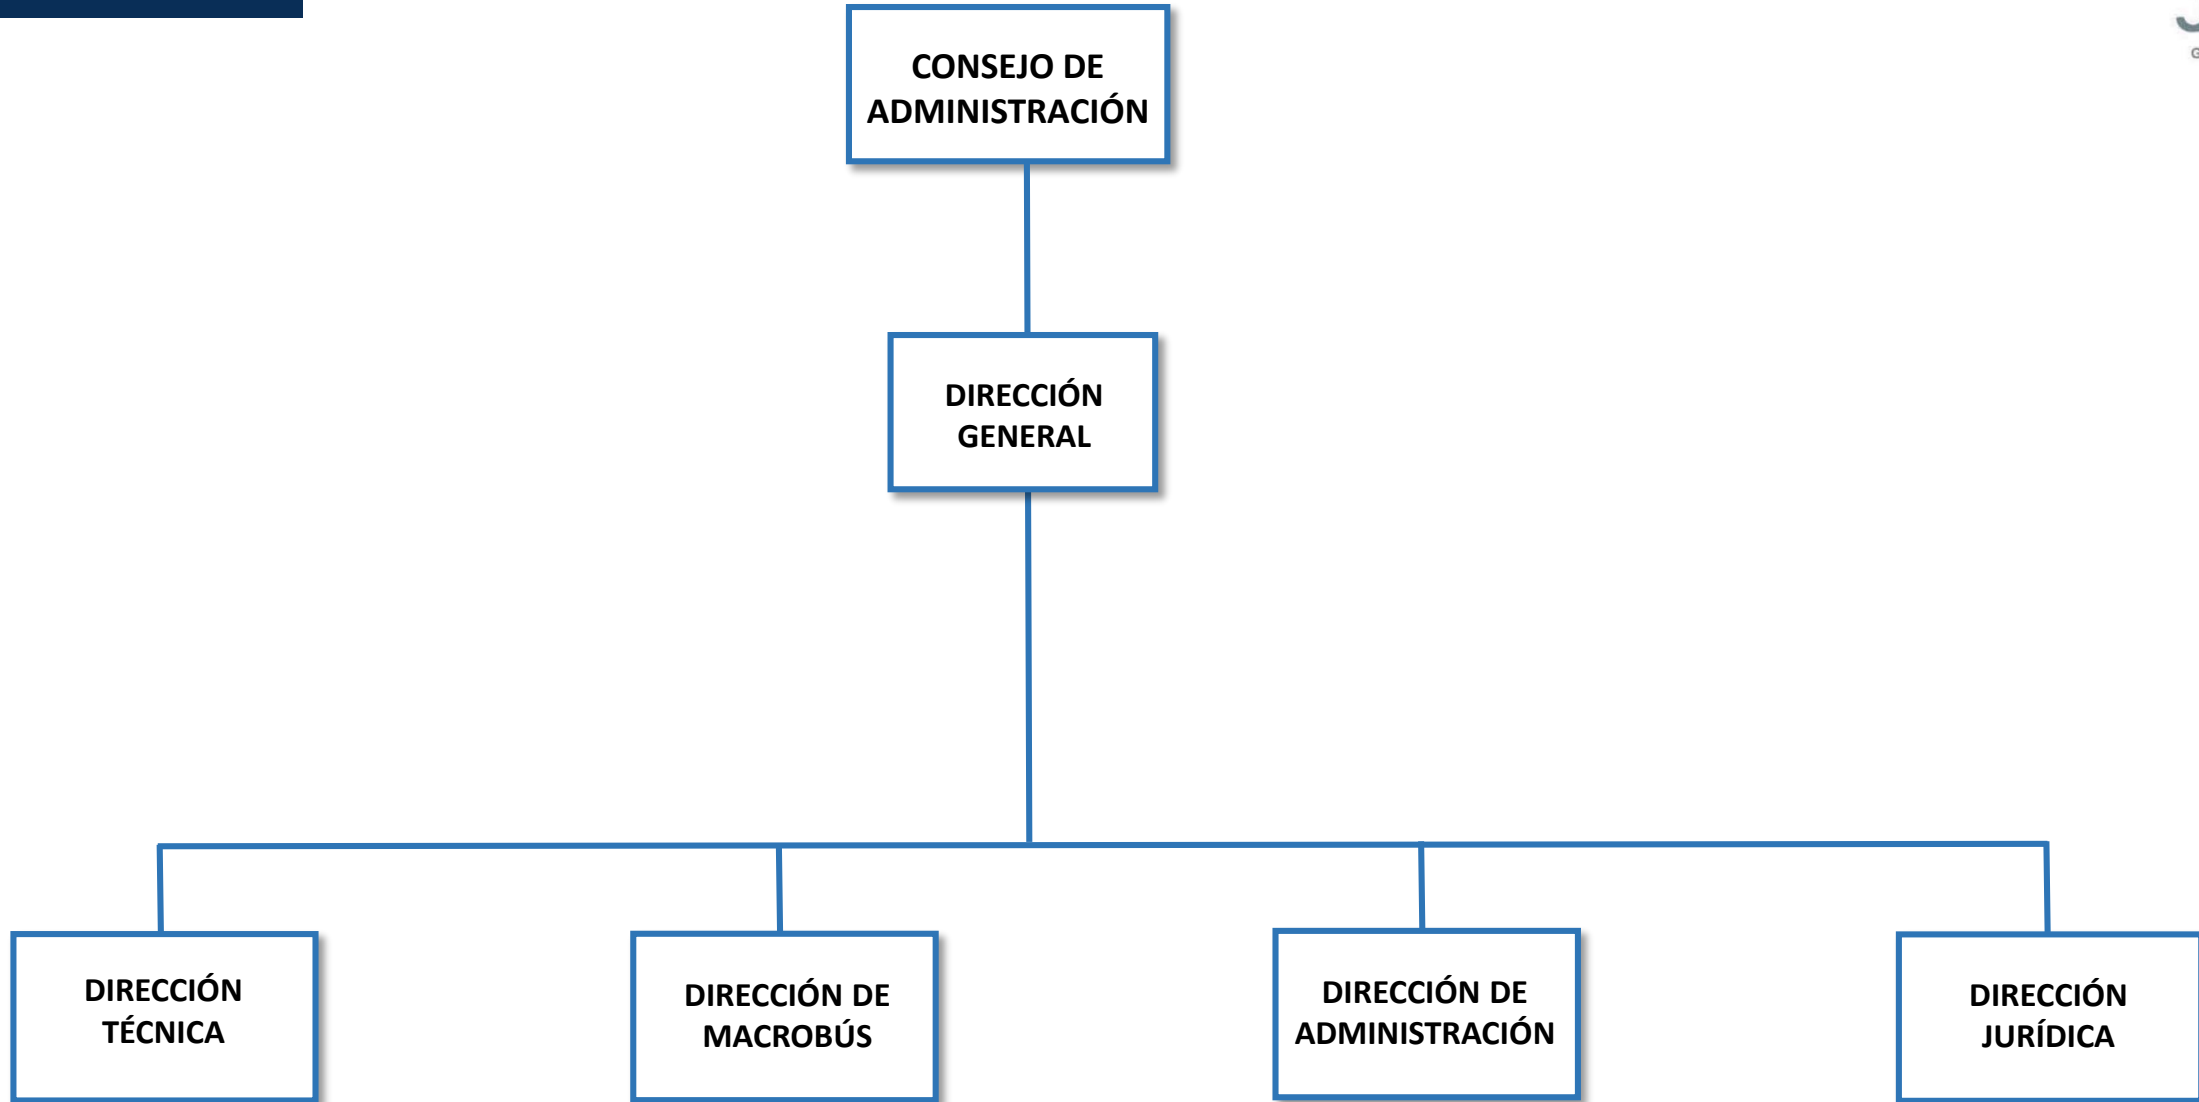 CONSEJO DE
ADMINISTRACIÓN
DIRECCIÓN
GENERAL
DIRECCIÓN
TÉCNICA
DIRECCIÓN DE
MACROBÚS
DIRECCIÓN DE
ADMINISTRACIÓN
DIRECCIÓN
JURÍDICA